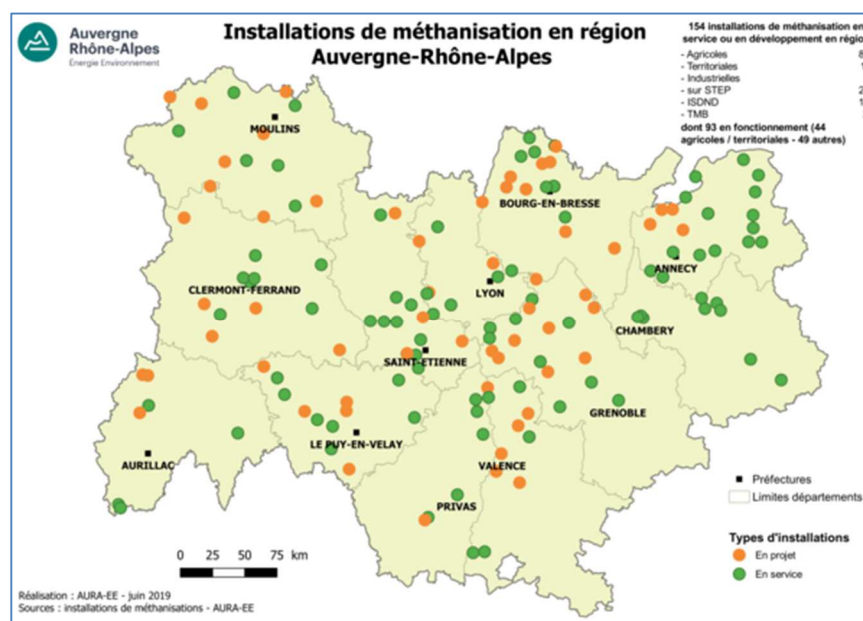 Auvergne
Rhône-Alpes
Énergie Environnement
Installations de méthanisation en région
Auvergne-Rhône-Alpes
154 installations de méthanisation en
service ou en développement en régio
- Agricoles 8
- Territoriales 1
- Industrielles
- sur STEP 2
- ISDND 1
- TMB
dont 93 en fonctionnement (44
agricoles / territoriales - 49 autres)
MOULINS
BOURG-EN-BRESSE
ANNECY
CLERMONT-FERRAND
LYON
CHAMBERY
SAINT-ETIENNE
GRENOBLE
LE PUY-EN-VELAY
AURILLAC
VALENCE
PRIVAS
Préfectures
Limites départements
Types d'installations
En projet
En service
0 25 50 75 km
Réalisation : AURA-EE - juin 2019
Sources : installations de méthanisations - AURA-EE